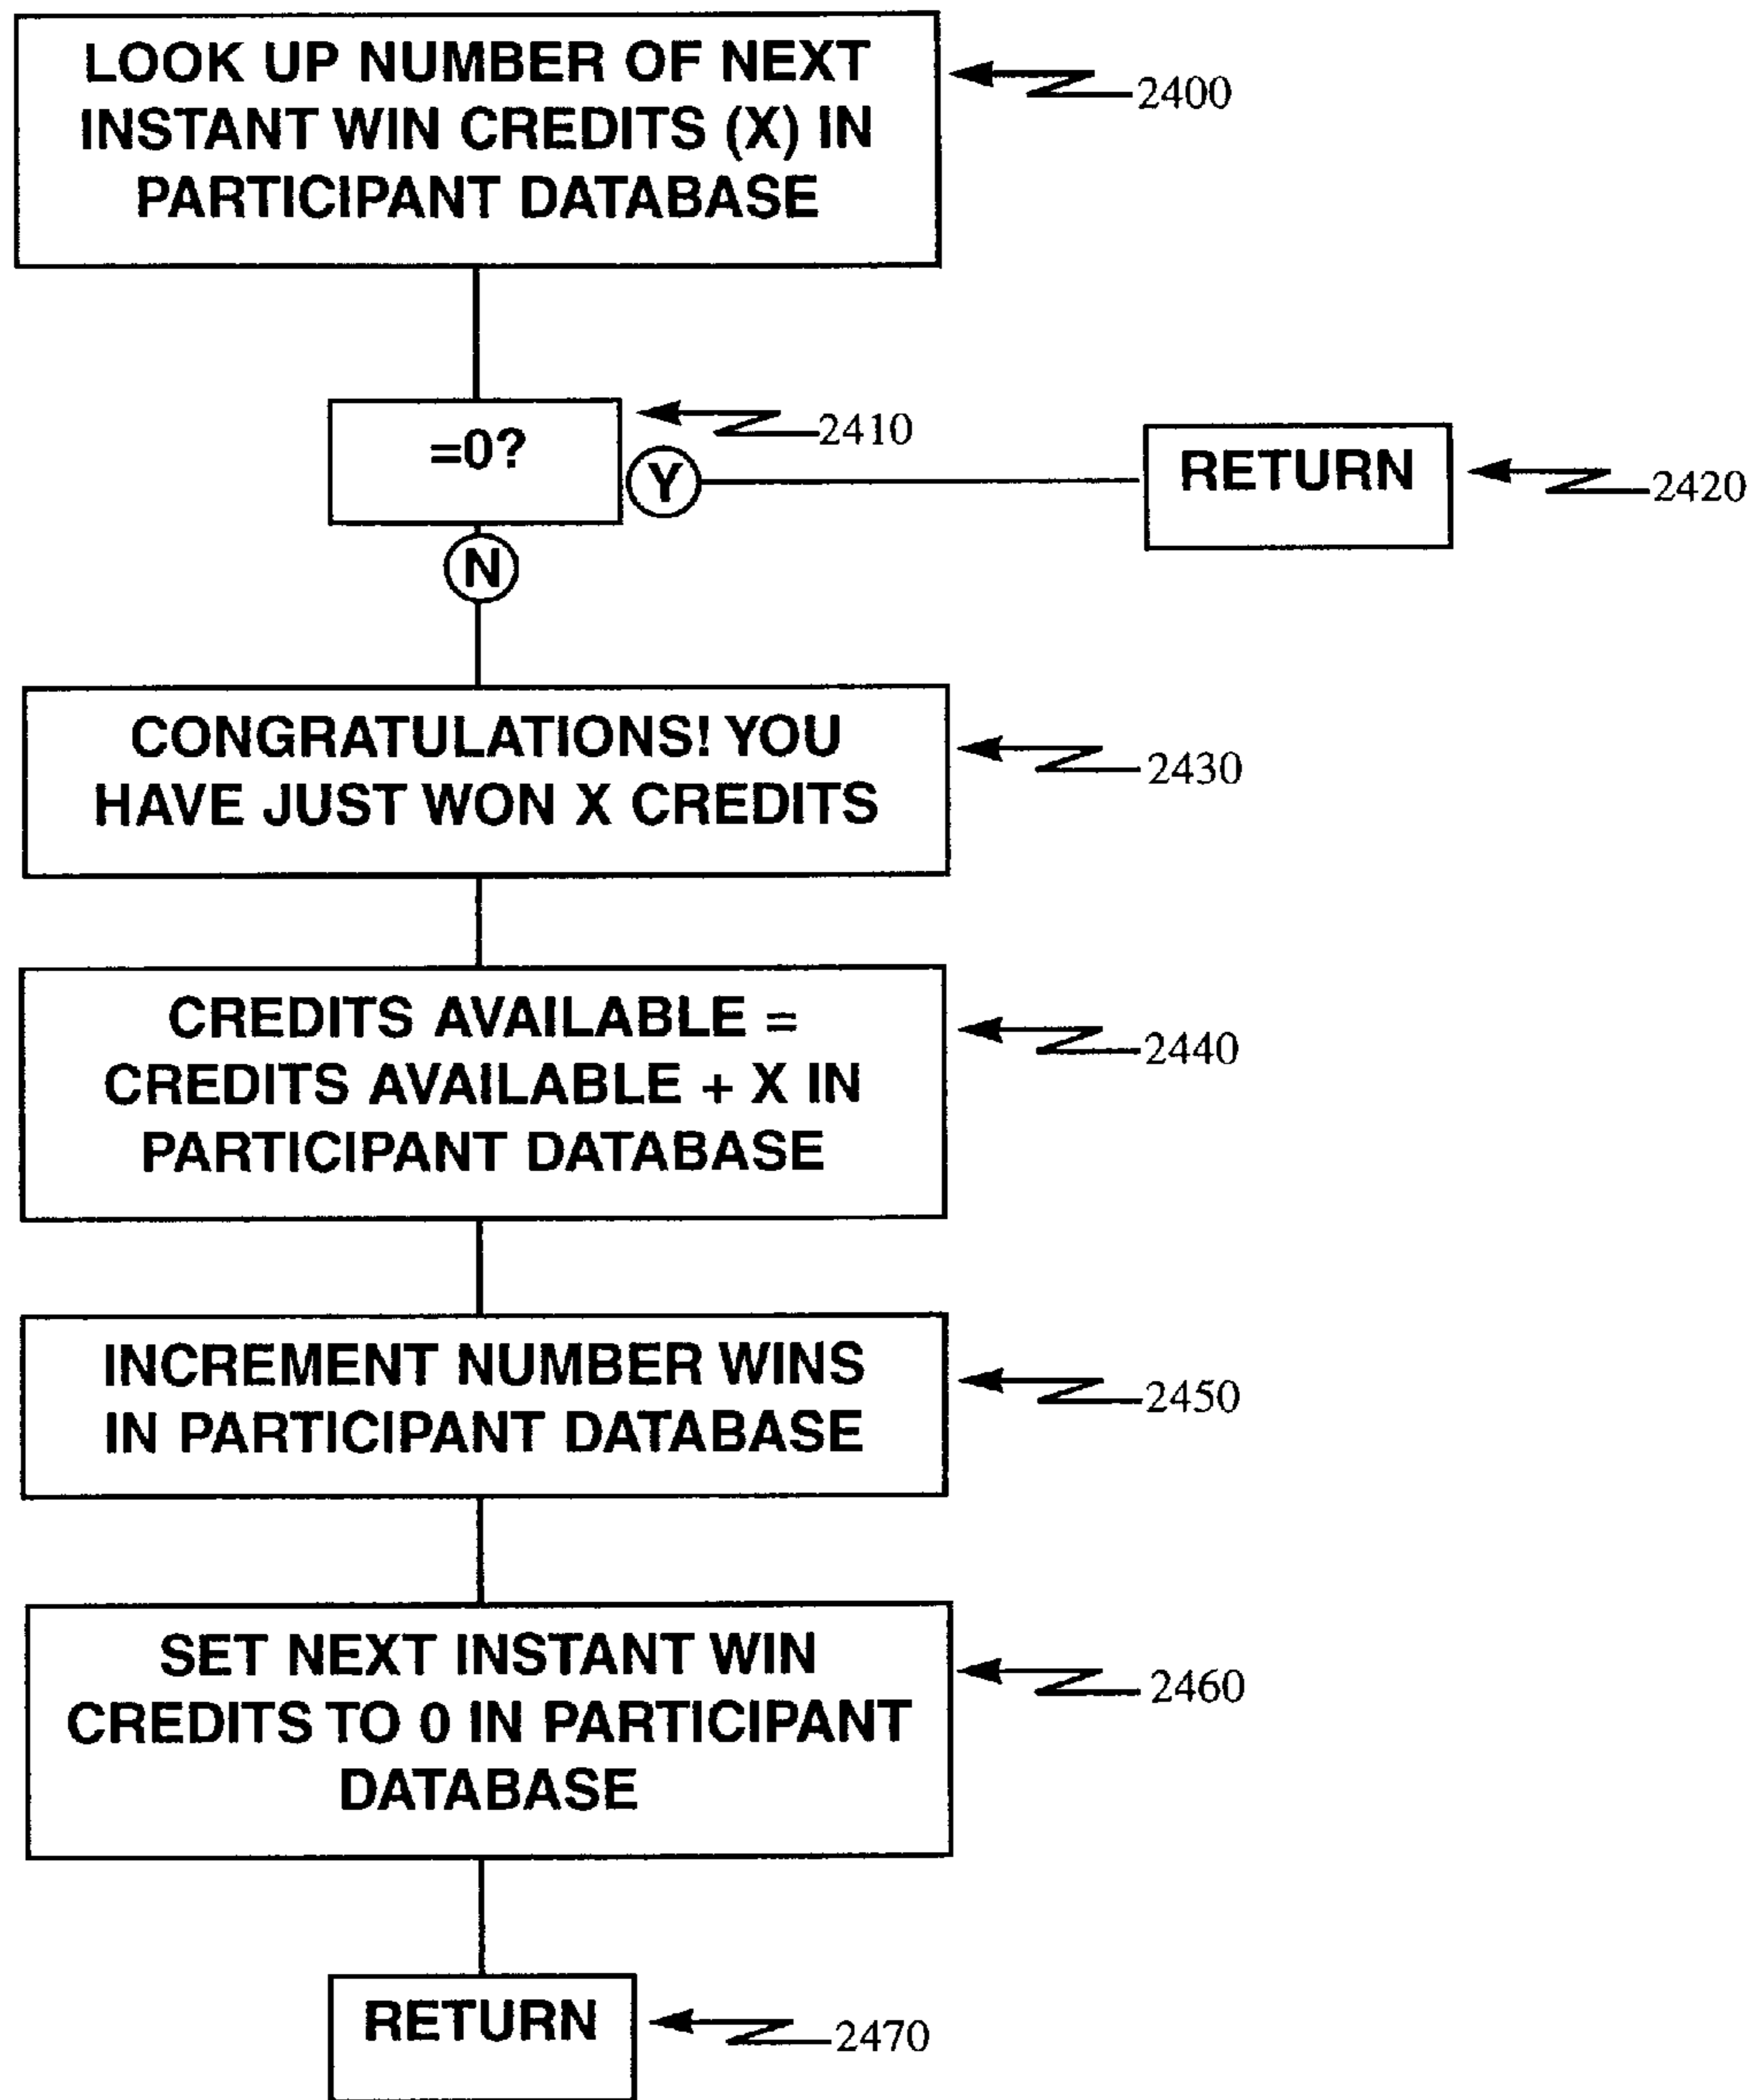 LOOK UP NUMBER OF NEXT
INSTANT WIN CREDITS (X) IN
PARTICIPANT DATABASE
2400
=0?
2410
Y
RETURN
2420
N
CONGRATULATIONS! YOU
HAVE JUST WON X CREDITS
2430
CREDITS AVAILABLE =
CREDITS AVAILABLE + X IN
PARTICIPANT DATABASE
2440
INCREMENT NUMBER WINS
IN PARTICIPANT DATABASE
2450
SET NEXT INSTANT WIN
CREDITS TO 0 IN PARTICIPANT
DATABASE
2460
RETURN
2470